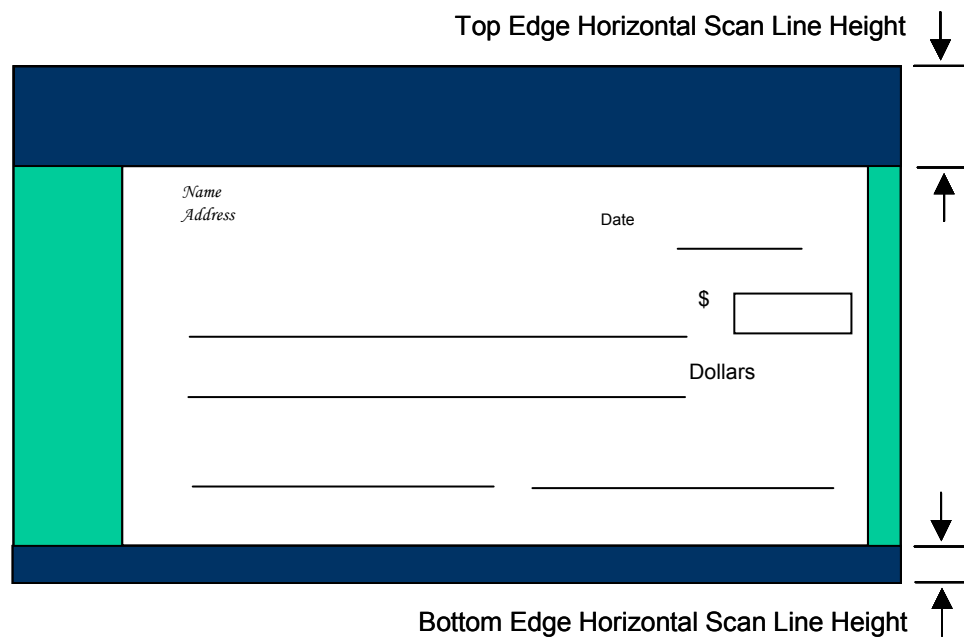 Top Edge Horizontal Scan Line Height
Name
Address
Date
$
Dollars
Bottom Edge Horizontal Scan Line Height